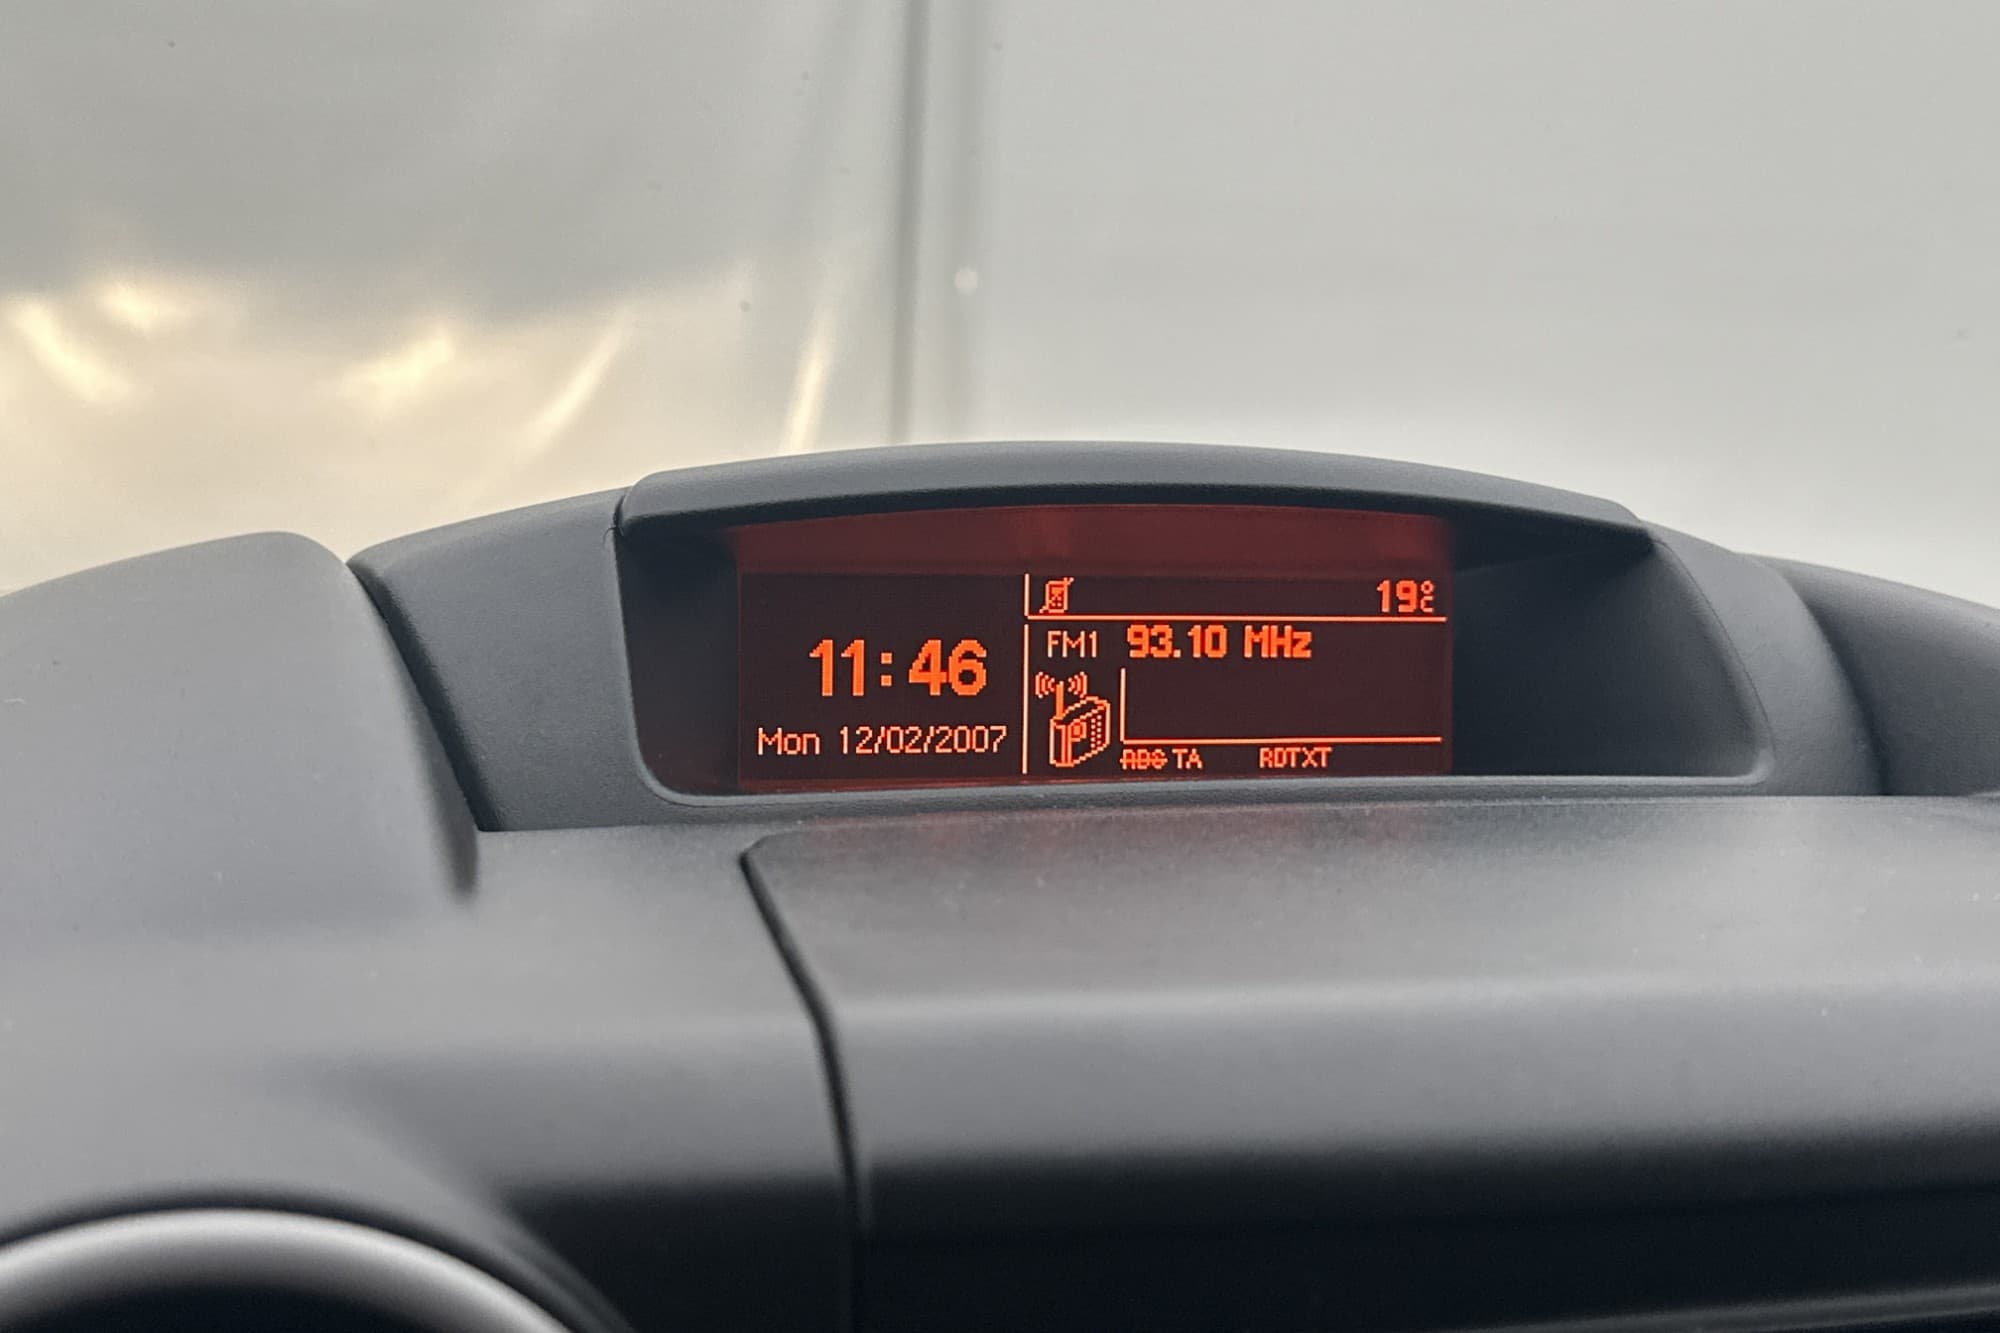 19°C
FM1 93.10 MHz
11:46
Mon 12/02/2007
RDS TA RDTXT